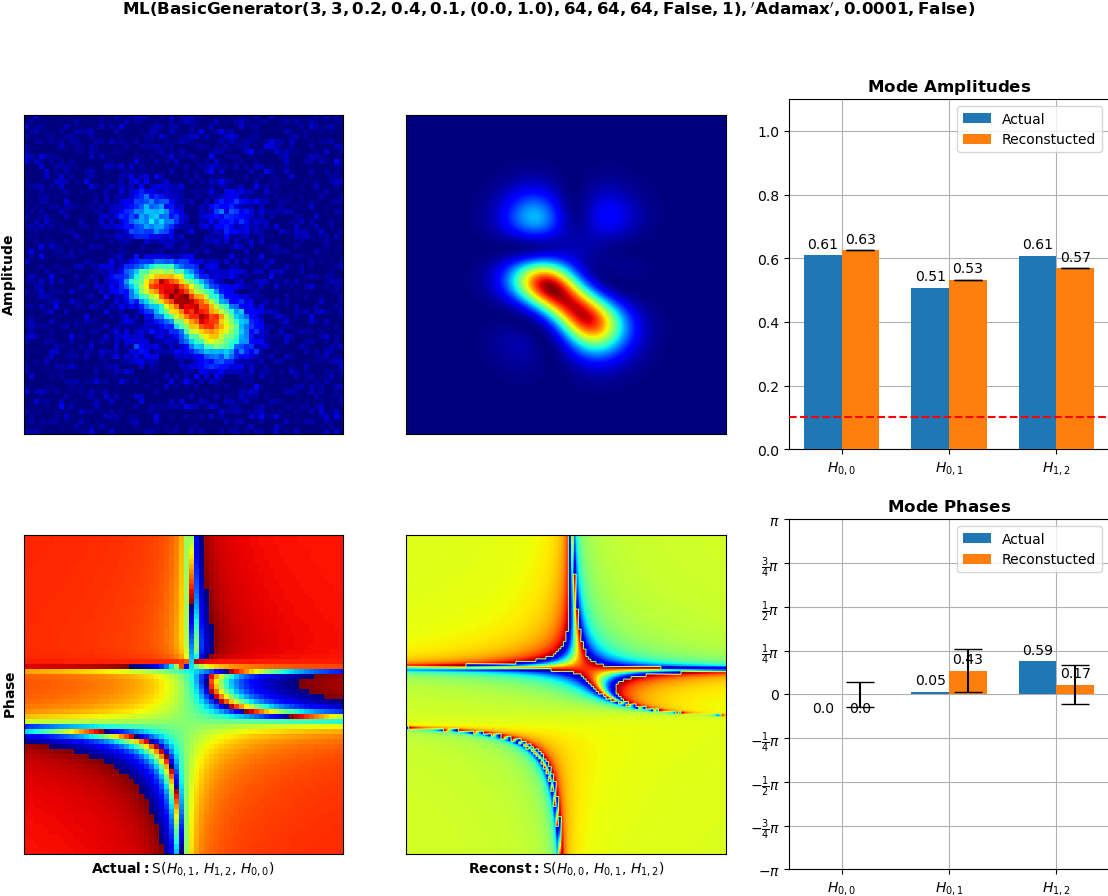 ML(BasicGenerator(3, 3, 0.2, 0.4, 0.1, (0.0, 1.0), 64, 64, 64, False, 1), ′Adamax′, 0.0001, False)
Amplitude
Mode Amplitudes
Actual
Reconstucted
1.0
0.8
0.6
0.4
0.2
0.0
0.61 0.63
0.51 0.53
0.61 0.57
H0,0 H0,1 H1,2
Phase
Actual: S(H0,1, H1,2, H0,0)
Reconst: S(H0,0, H0,1, H1,2)
Mode Phases
Actual
Reconstucted
π
3/4π
1/2π
1/4π
0
−1/4π
−1/2π
−3/4π
−π
0.0 0.0
0.05 0.43
0.59 0.17
H0,0 H0,1 H1,2